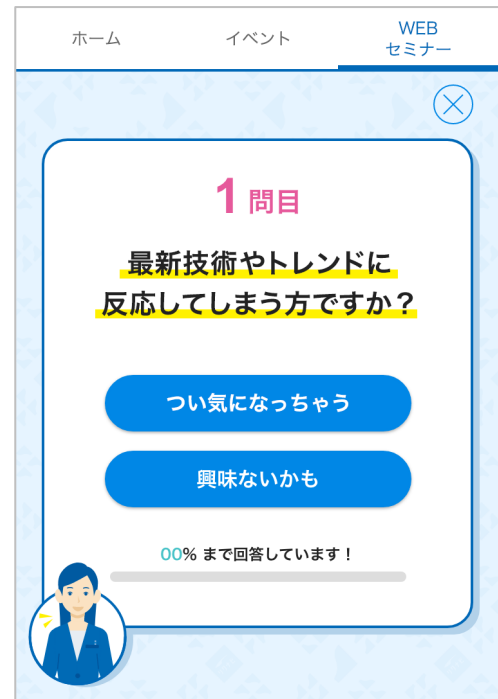 ホーム
イベント
WEB
セミナー
1 問目
最新技術やトレンドに
反応してしまう方ですか？
つい気になっちゃう
興味ないかも
00% まで回答しています！